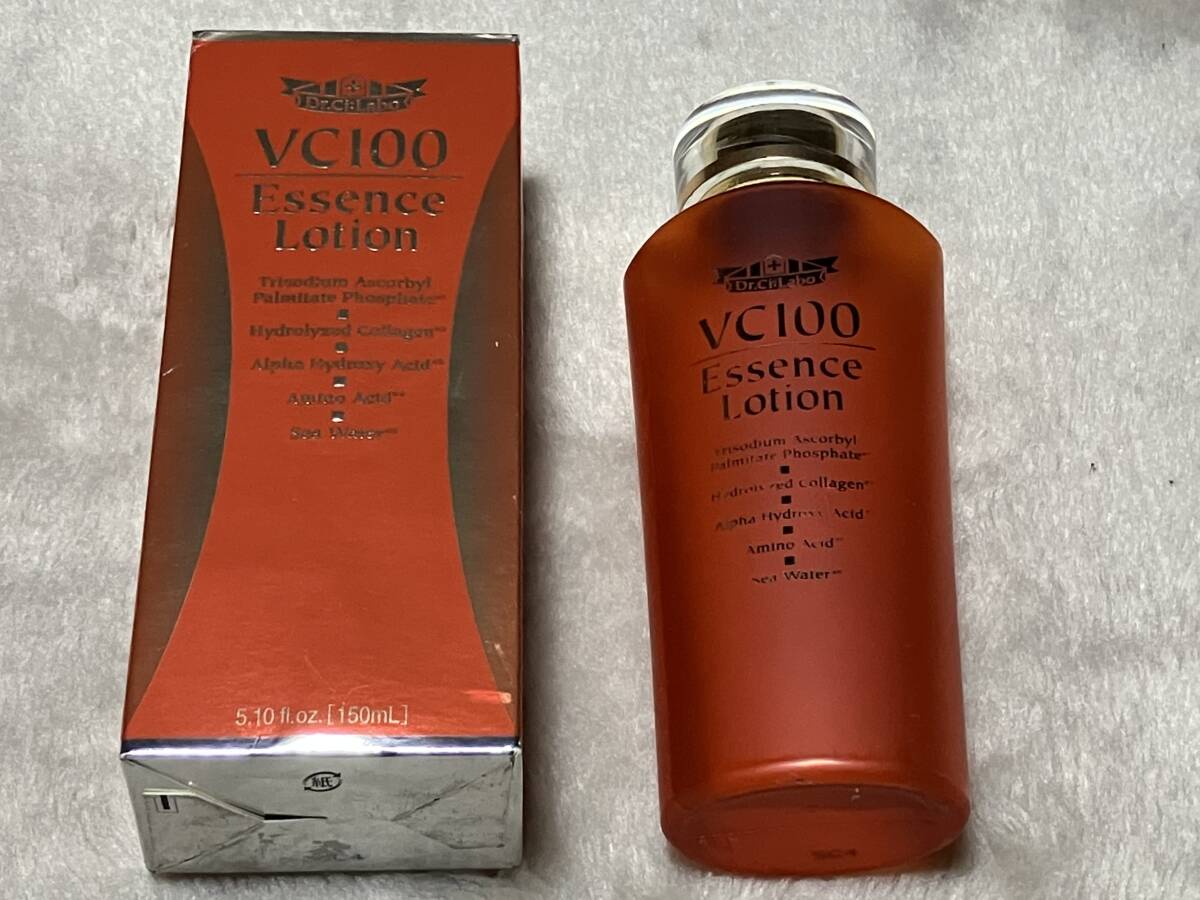 Dr.Ci:Labo
VC100
Essence
Lotion
Trisodium Ascorbyl
Palmitate Phosphate
Hydrolyzed Collagen
Alpha Hydroxy Acid
Amino Acid
Sea Water
5.10 fl.oz. [150mL]
紙
Dr.Ci:Labo
VC100
Essence
Lotion
Trisodium Ascorbyl
Palmitate Phosphate
Hydrolyzed Collagen
Alpha Hydroxy Acid
Amino Acid
Sea Water